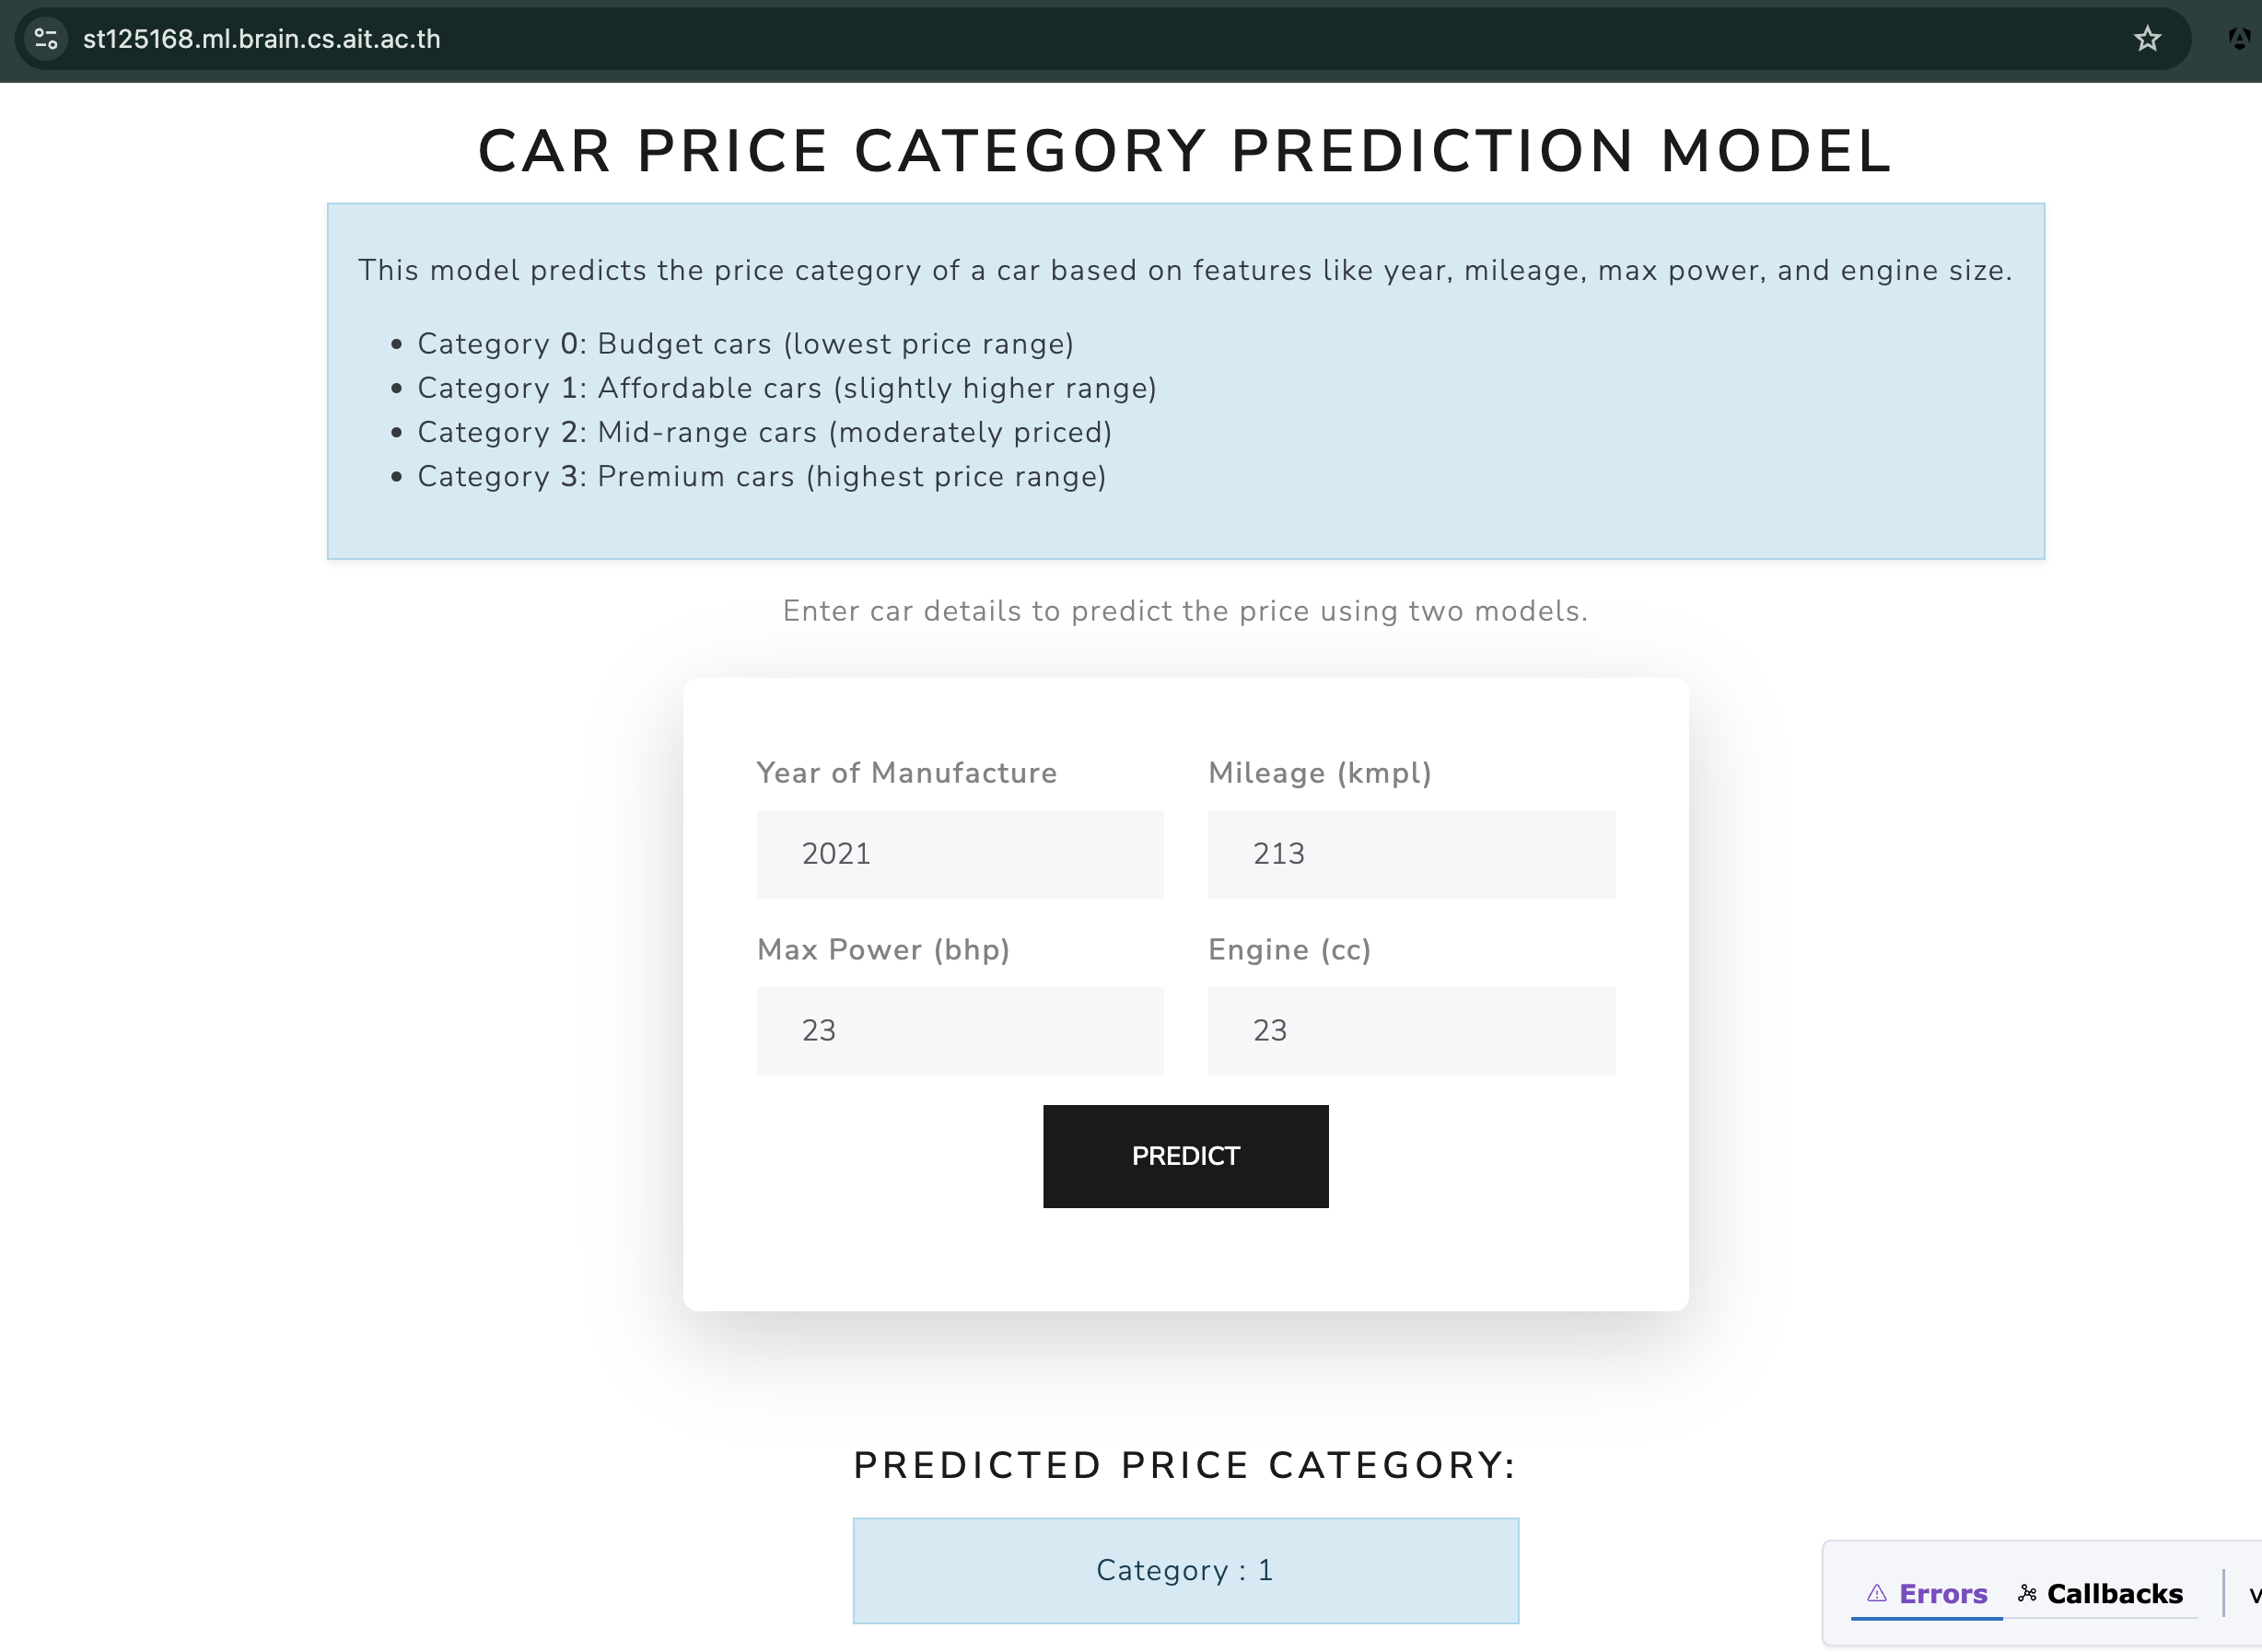 st125168.ml.brain.cs.ait.ac.th
CAR PRICE CATEGORY PREDICTION MODEL
This model predicts the price category of a car based on features like year, mileage, max power, and engine size.
Category 0: Budget cars (lowest price range)
Category 1: Affordable cars (slightly higher range)
Category 2: Mid-range cars (moderately priced)
Category 3: Premium cars (highest price range)
Enter car details to predict the price using two models.
Year of Manufacture
Mileage (kmpl)
2021
213
Max Power (bhp)
Engine (cc)
23
23
PREDICT
PREDICTED PRICE CATEGORY:
Category : 1
Errors
Callbacks